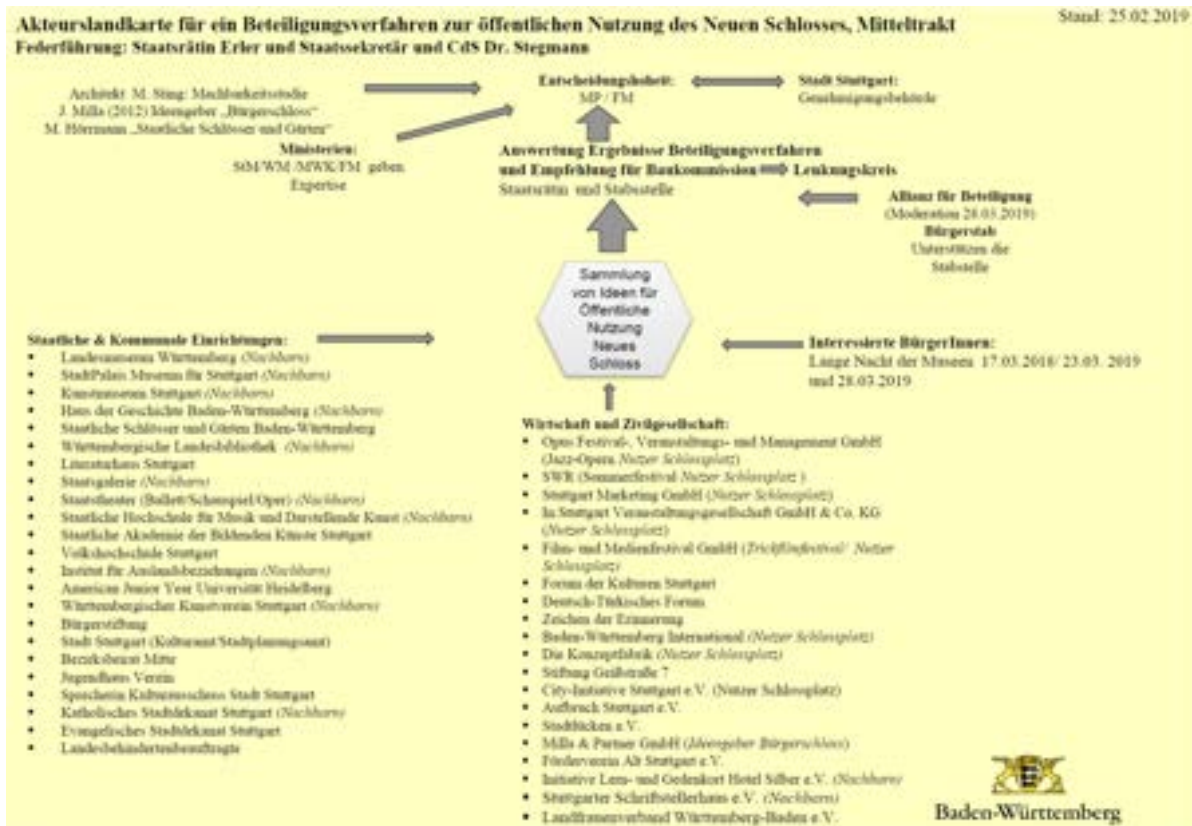 Akteurslandkarte für ein Beteiligungsverfahren zur öffentlichen Nutzung des Neuen Schlosses, Mitteltrakt
Stand: 25.02.2019
Federführung: Staatsrätin Erler und Staatssekretär und CdS Dr. Stegmann
Architekt M. Sting: Machbarkeitsstudie
J. Mills (2012) Ideengeber „Bürgerschloss"
M. Hörrmann „Staatliche Schlösser und Gärten"
Ministerien:
StM/WM/MWK/FM geben
Expertise
Entscheidungshoheit:
MP / FM
Stadt Stuttgart:
Genehmigungsbehörde
Auswertung Ergebnisse Beteiligungsverfahren
und Empfehlung für Baukommission Lenkungskreis
Staatsrätin und Stabsstelle
Allianz für Beteiligung
(Moderation 28.03.2019)
Bürgerstab
Unterstützen die
Stabstelle
Sammlung
von Ideen für
Öffentliche
Nutzung
Neues
Schloss
Staatliche & Kommunale Einrichtungen:
• Landesmuseum Württemberg (Nachbarn)
• StadtPalais Museum für Stuttgart (Nachbarn)
• Kunstmuseum Stuttgart (Nachbarn)
• Haus der Geschichte Baden-Württemberg (Nachbarn)
• Staatliche Schlösser und Gärten Baden-Württemberg
• Württembergische Landesbibliothek (Nachbarn)
• Literaturhaus Stuttgart
• Staatsgalerie (Nachbarn)
• Staatstheater (Ballett/Schauspiel/Oper) (Nachbarn)
• Staatliche Hochschule für Musik und Darstellende Kunst (Nachbarn)
• Staatliche Akademie der Bildenden Künste Stuttgart
• Volkshochschule Stuttgart
• Institut für Auslandsbeziehungen (Nachbarn)
• American Junior Year Universität Heidelberg
• Württembergischer Kunstverein Stuttgart (Nachbarn)
• Bürgerstiftung
• Stadt Stuttgart (Kulturamt/Stadtplanungsamt)
• Bezirksbeirat Mitte
• Jugendhaus Verein
• Sprecherin Kulturausschuss Stadt Stuttgart
• Katholisches Stadtdekanat Stuttgart (Nachbarn)
• Evangelisches Stadtdekanat Stuttgart
• Landesbehindertenbeauftragte
Interessierte BürgerInnen:
Lange Nacht der Museen 17.03.2018/ 23.03. 2019
und 28.03.2019
Wirtschaft und Zivilgesellschaft:
• Opus Festival-, Veranstaltungs- und Management GmbH
(Jazz-Open Nutzer Schlossplatz)
• SWR (Sommerfestival Nutzer Schlossplatz )
• Stuttgart Marketing GmbH (Nutzer Schlossplatz)
• In Stuttgart Veranstaltungsgesellschaft GmbH & Co. KG
(Nutzer Schlossplatz)
• Film- und Medienfestival GmbH (Trickfilmfestival/ Nutzer
Schlossplatz)
• Forum der Kulturen Stuttgart
• Deutsch-Türkisches Forum
• Zeichen der Erinnerung
• Baden-Württemberg International (Nutzer Schlossplatz)
• Die Konzeptfabrik (Nutzer Schlossplatz)
• Stiftung Geißstraße 7
• City-Initiative Stuttgart e.V. (Nutzer Schlossplatz)
• Aufbruch Stuttgart e.V.
• Stadtlücken e.V.
• Milla & Partner GmbH (Ideengeber Bürgerschloss)
• Förderverein Alt Stuttgart e.V.
• Initiative Lern- und Gedenkort Hotel Silber e.V. (Nachbarn)
• Stuttgarter Schriftstellerhaus e.V. (Nachbarn)
• Landfrauenverband Württemberg-Baden e.V.
Baden-Württemberg